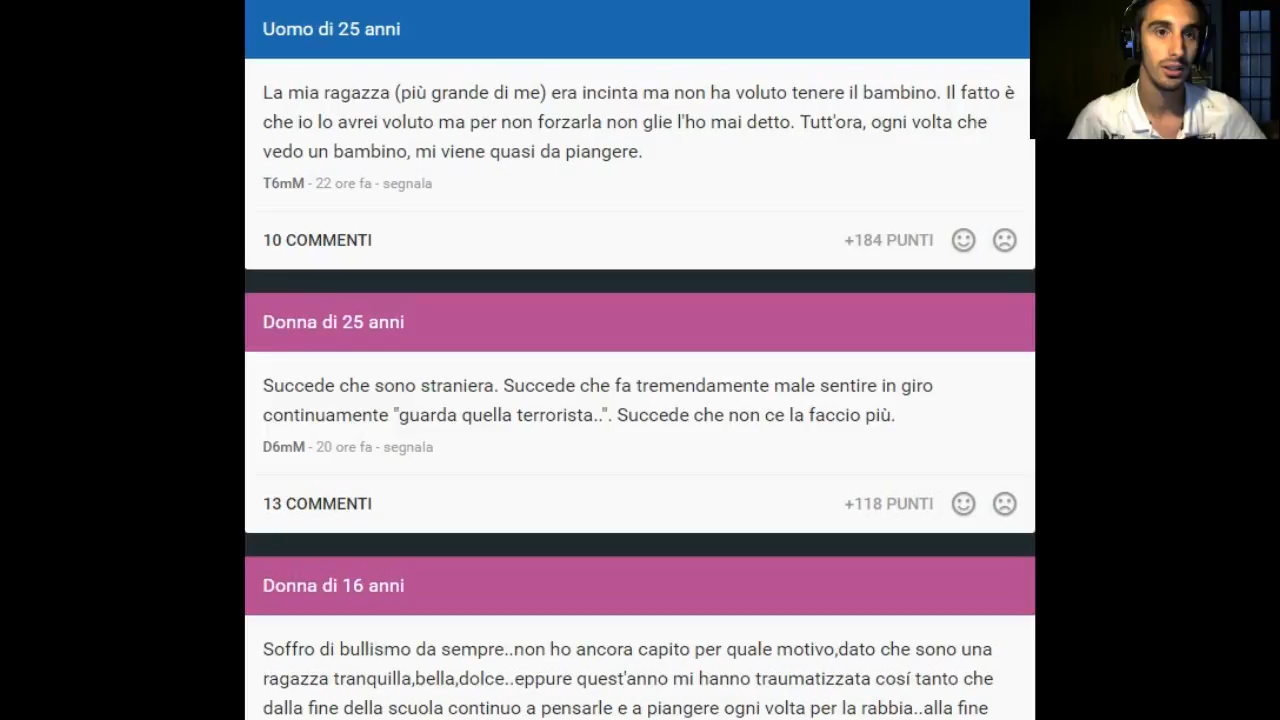 Uomo di 25 anni
La mia ragazza (più grande di me) era incinta ma non ha voluto tenere il bambino. Il fatto è
che io lo avrei voluto ma per non forzarla non glie l'ho mai detto. Tutt'ora, ogni volta che
vedo un bambino, mi viene quasi da piangere.
T6mM - 22 ore fa - segnala
10 COMMENTI +184 PUNTI
Donna di 25 anni
Succede che sono straniera. Succede che fa tremendamente male sentire in giro
continuamente "guarda quella terrorista..". Succede che non ce la faccio più.
D6mM - 20 ore fa - segnala
13 COMMENTI +118 PUNTI
Donna di 16 anni
Soffro di bullismo da sempre..non ho ancora capito per quale motivo,dato che sono una
ragazza tranquilla,bella,dolce..eppure quest'anno mi hanno traumatizzata cosí tanto che
dalla fine della scuola continuo a pensarle e a piangere ogni volta per la rabbia..alla fine